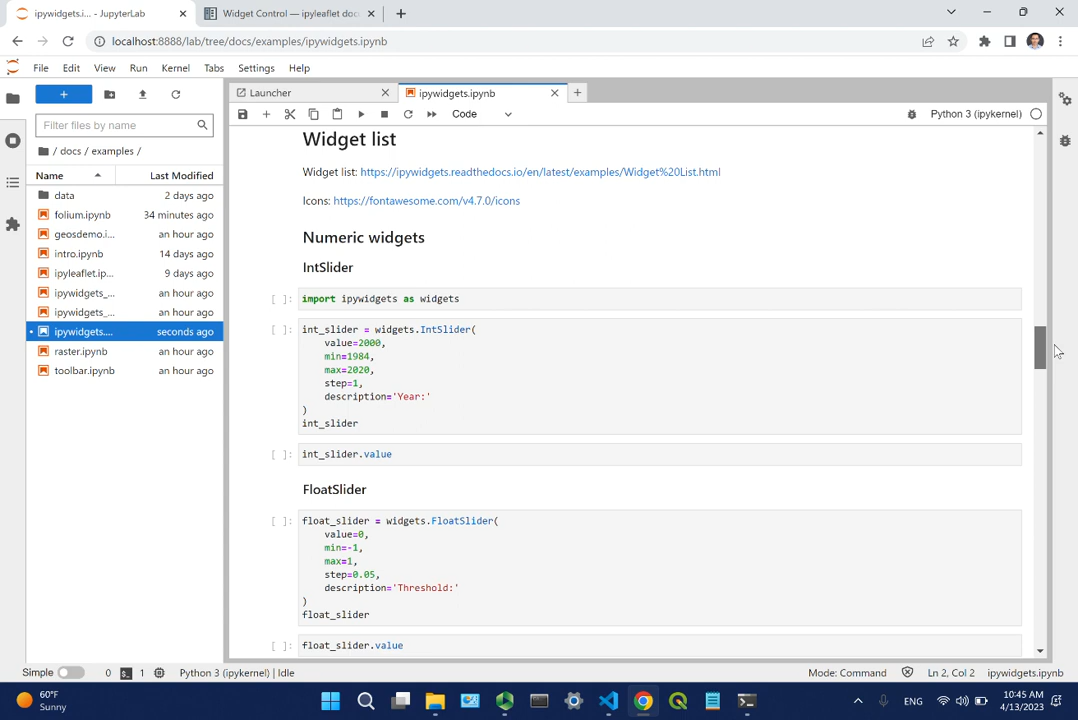 ipywidgets.i... - JupyterLab
Widget Control — ipyleaflet doc
localhost:8888/lab/tree/docs/examples/ipywidgets.ipynb
File Edit View Run Kernel Tabs Settings Help
Launcher
ipywidgets.ipynb
Code
Python 3 (ipykernel)
Filter files by name
/ docs / examples /
Name Last Modified
data 2 days ago
folium.ipynb 34 minutes ago
geosdemo.i... an hour ago
intro.ipynb 14 days ago
ipyleaflet.ip... 9 days ago
ipywidgets_... an hour ago
ipywidgets_... an hour ago
ipywidgets.... seconds ago
raster.ipynb an hour ago
toolbar.ipynb an hour ago
Widget list
Widget list: https://ipywidgets.readthedocs.io/en/latest/examples/Widget%20List.html
Icons: https://fontawesome.com/v4.7.0/icons
Numeric widgets
IntSlider
[ ]: import ipywidgets as widgets
[ ]: int_slider = widgets.IntSlider(
value=2000,
min=1984,
max=2020,
step=1,
description='Year:'
)
int_slider
[ ]: int_slider.value
FloatSlider
[ ]: float_slider = widgets.FloatSlider(
value=0,
min=-1,
max=1,
step=0.05,
description='Threshold:'
)
float_slider
[ ]: float_slider.value
Simple 0 1 Python 3 (ipykernel) | Idle Mode: Command Ln 2, Col 2 ipywidgets.ipynb
60°F
Sunny
ENG
10:45 AM
4/13/2023